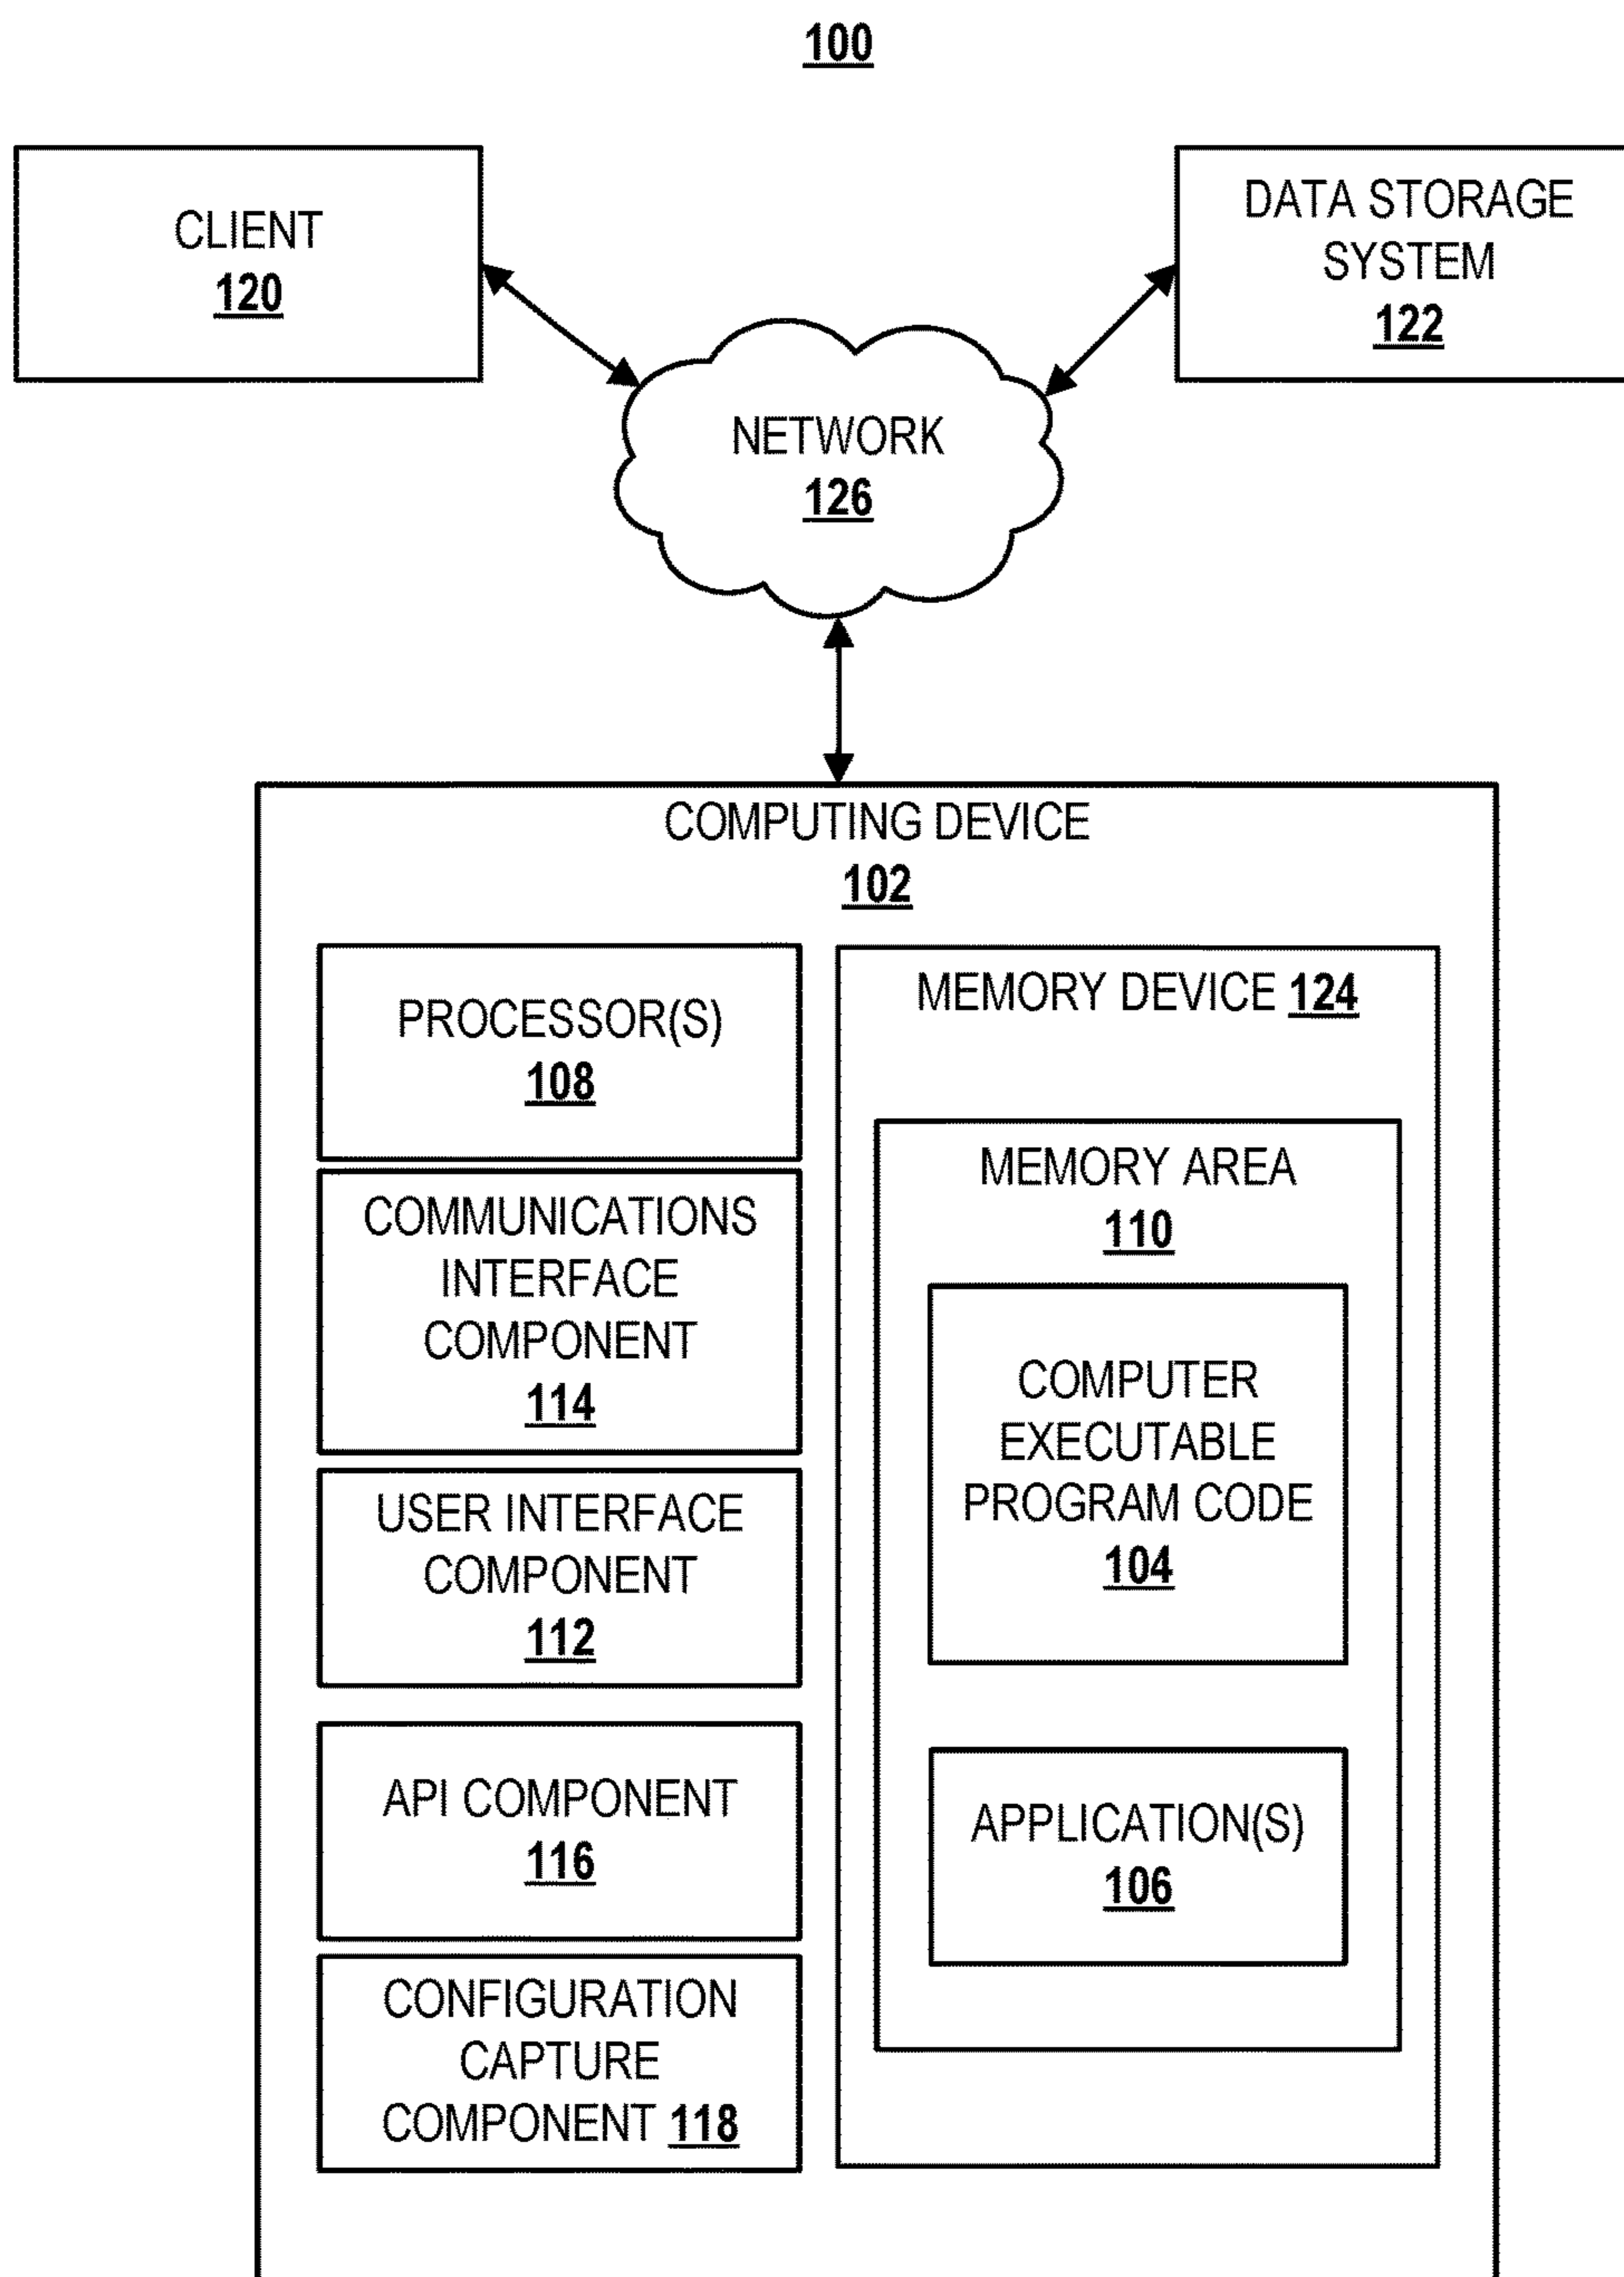 100
CLIENT
120
DATA STORAGE
SYSTEM
122
NETWORK
126
COMPUTING DEVICE
102
PROCESSOR(S)
108
COMMUNICATIONS
INTERFACE
COMPONENT
114
USER INTERFACE
COMPONENT
112
API COMPONENT
116
CONFIGURATION
CAPTURE
COMPONENT 118
MEMORY DEVICE 124
MEMORY AREA
110
COMPUTER
EXECUTABLE
PROGRAM CODE
104
APPLICATION(S)
106